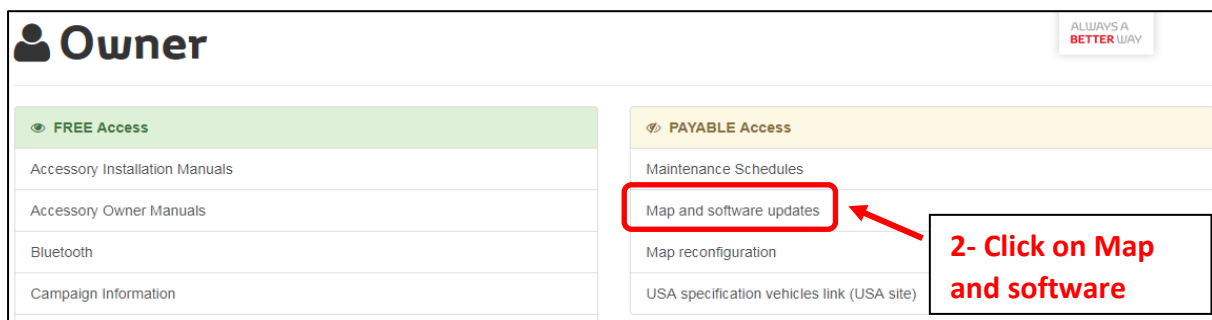 Owner
ALWAYS A
BETTER WAY
FREE Access
Accessory Installation Manuals
Accessory Owner Manuals
Bluetooth
Campaign Information
PAYABLE Access
Maintenance Schedules
Map and software updates
Map reconfiguration
USA specification vehicles link (USA site)
2- Click on Map
and software